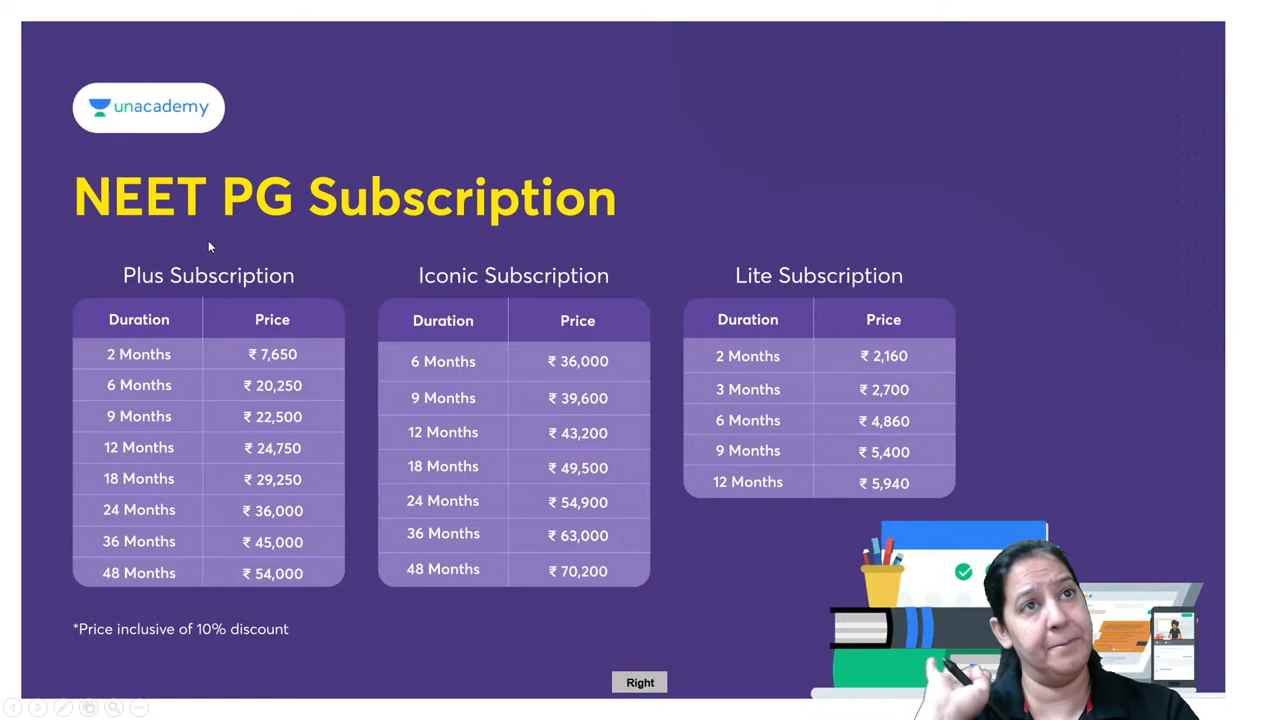 unacademy
NEET PG Subscription
Plus Subscription
Duration Price
2 Months ₹ 7,650
6 Months ₹ 20,250
9 Months ₹ 22,500
12 Months ₹ 24,750
18 Months ₹ 29,250
24 Months ₹ 36,000
36 Months ₹ 45,000
48 Months ₹ 54,000
Iconic Subscription
Duration Price
6 Months ₹ 36,000
9 Months ₹ 39,600
12 Months ₹ 43,200
18 Months ₹ 49,500
24 Months ₹ 54,900
36 Months ₹ 63,000
48 Months ₹ 70,200
Lite Subscription
Duration Price
2 Months ₹ 2,160
3 Months ₹ 2,700
6 Months ₹ 4,860
9 Months ₹ 5,400
12 Months ₹ 5,940
*Price inclusive of 10% discount
Right